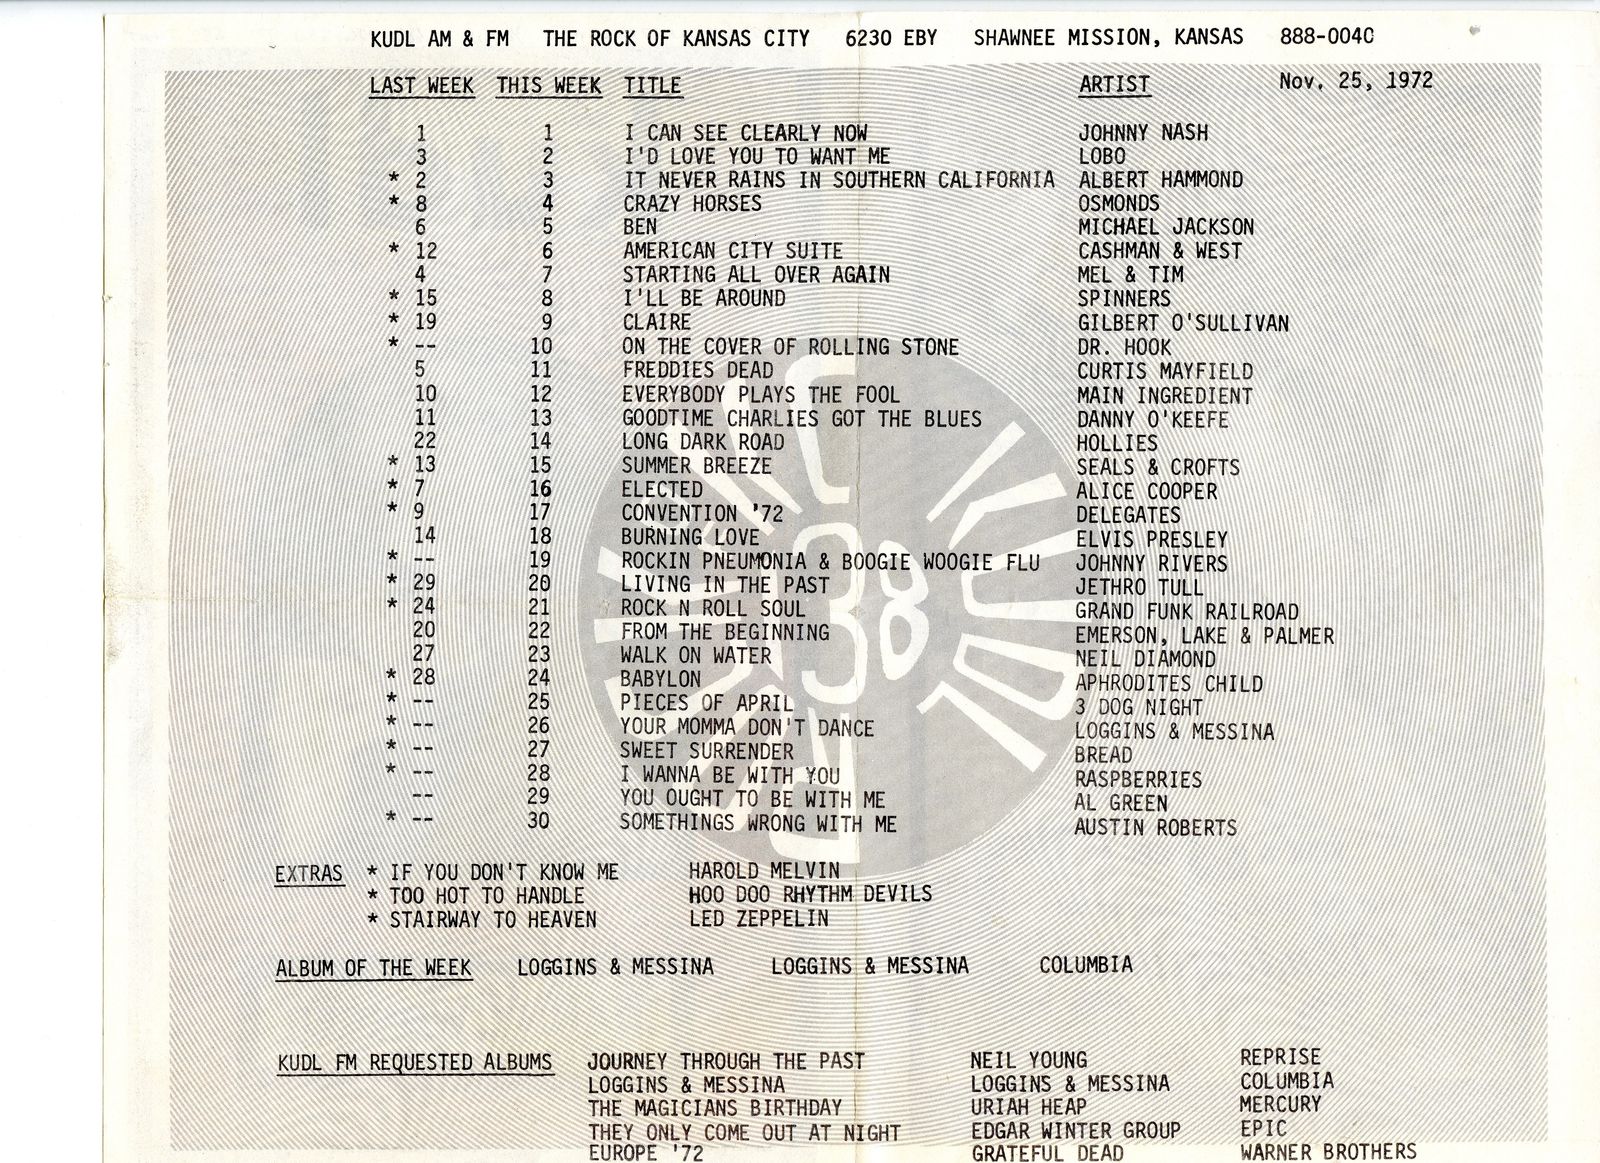 KUDL AM & FM THE ROCK OF KANSAS CITY 6230 EBY SHAWNEE MISSION, KANSAS 888-0040
LAST WEEK THIS WEEK TITLE ARTIST Nov. 25, 1972
1 1 I CAN SEE CLEARLY NOW JOHNNY NASH
3 2 I'D LOVE YOU TO WANT ME LOBO
* 2 3 IT NEVER RAINS IN SOUTHERN CALIFORNIA ALBERT HAMMOND
* 8 4 CRAZY HORSES OSMONDS
6 5 BEN MICHAEL JACKSON
* 12 6 AMERICAN CITY SUITE CASHMAN & WEST
4 7 STARTING ALL OVER AGAIN MEL & TIM
* 15 8 I'LL BE AROUND SPINNERS
* 19 9 CLAIRE GILBERT O'SULLIVAN
* -- 10 ON THE COVER OF ROLLING STONE DR. HOOK
5 11 FREDDIES DEAD CURTIS MAYFIELD
10 12 EVERYBODY PLAYS THE FOOL MAIN INGREDIENT
11 13 GOODTIME CHARLIES GOT THE BLUES DANNY O'KEEFE
22 14 LONG DARK ROAD HOLLIES
* 13 15 SUMMER BREEZE SEALS & CROFTS
* 7 16 ELECTED ALICE COOPER
* 9 17 CONVENTION '72 DELEGATES
14 18 BURNING LOVE ELVIS PRESLEY
* -- 19 ROCKIN PNEUMONIA & BOOGIE WOOGIE FLU JOHNNY RIVERS
* 29 20 LIVING IN THE PAST JETHRO TULL
* 24 21 ROCK N ROLL SOUL GRAND FUNK RAILROAD
20 22 FROM THE BEGINNING EMERSON, LAKE & PALMER
27 23 WALK ON WATER NEIL DIAMOND
* 28 24 BABYLON APHRODITES CHILD
* -- 25 PIECES OF APRIL 3 DOG NIGHT
* -- 26 YOUR MOMMA DON'T DANCE LOGGINS & MESSINA
* -- 27 SWEET SURRENDER BREAD
* -- 28 I WANNA BE WITH YOU RASPBERRIES
-- 29 YOU OUGHT TO BE WITH ME AL GREEN
* -- 30 SOMETHINGS WRONG WITH ME AUSTIN ROBERTS
EXTRAS * IF YOU DON'T KNOW ME HAROLD MELVIN
* TOO HOT TO HANDLE HOO DOO RHYTHM DEVILS
* STAIRWAY TO HEAVEN LED ZEPPELIN
ALBUM OF THE WEEK LOGGINS & MESSINA LOGGINS & MESSINA COLUMBIA
KUDL FM REQUESTED ALBUMS JOURNEY THROUGH THE PAST NEIL YOUNG REPRISE
LOGGINS & MESSINA LOGGINS & MESSINA COLUMBIA
THE MAGICIANS BIRTHDAY URIAH HEAP MERCURY
THEY ONLY COME OUT AT NIGHT EDGAR WINTER GROUP EPIC
EUROPE '72 GRATEFUL DEAD WARNER BROTHERS
KUDL
38